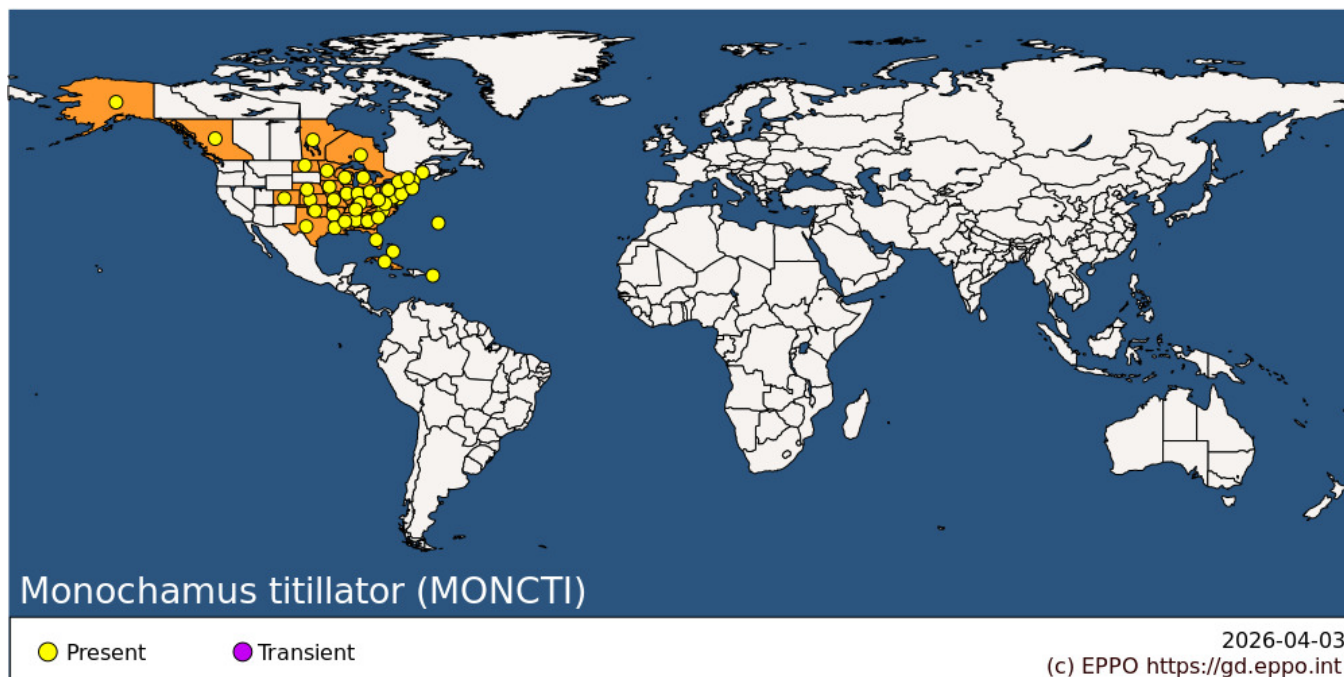 Monochamus titillator (MONCTI)
Present
Transient
2026-04-03
(c) EPPO https://gd.eppo.int